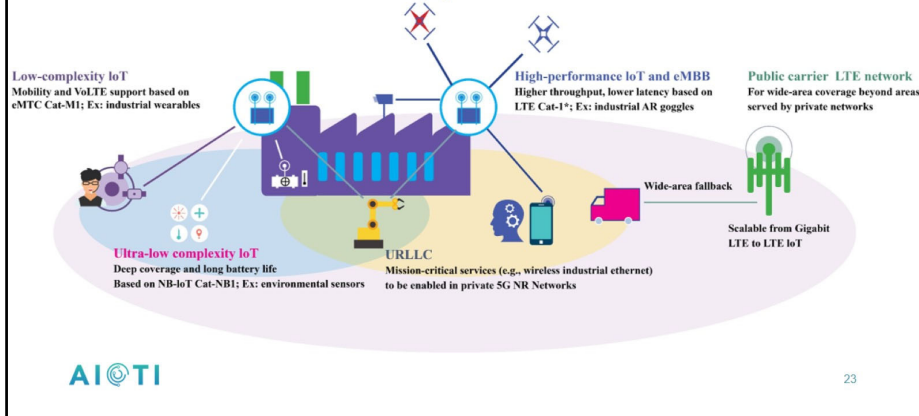 Low-complexity IoT
Mobility and VoLTE support based on
eMTC Cat-M1; Ex: industrial wearables
High-performance IoT and eMBB
Higher throughput, lower latency based on
LTE Cat-1*; Ex: industrial AR goggles
Public carrier LTE network
For wide-area coverage beyond areas
served by private networks
Wide-area fallback
Scalable from Gigabit
LTE to LTE IoT
Ultra-low complexity IoT
Deep coverage and long battery life
Based on NB-IoT Cat-NB1; Ex: environmental sensors
URLLC
Mission-critical services (e.g., wireless industrial ethernet)
to be enabled in private 5G NR Networks
AIOTI
23